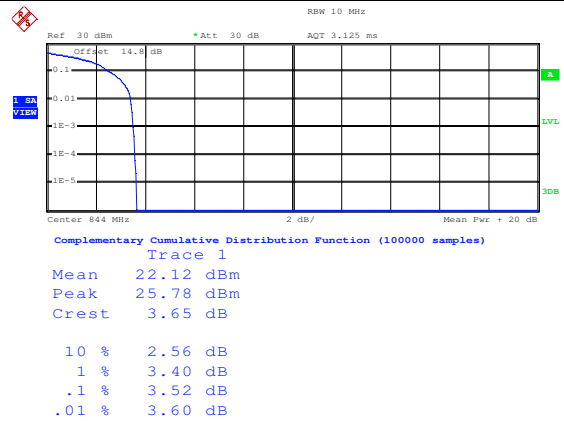 RBW 10 MHz
Ref 30 dBm * Att 30 dB AQT 3.125 ms
Offset 14.8 dB
0.1
A
0.01
1 SA
VIEW
1E-3
LVL
1E-4
1E-5
3DB
Center 844 MHz 2 dB/ Mean Pwr + 20 dB
Complementary Cumulative Distribution Function (100000 samples)
Trace 1
Mean 22.12 dBm
Peak 25.78 dBm
Crest 3.65 dB
10 % 2.56 dB
1 % 3.40 dB
.1 % 3.52 dB
.01 % 3.60 dB